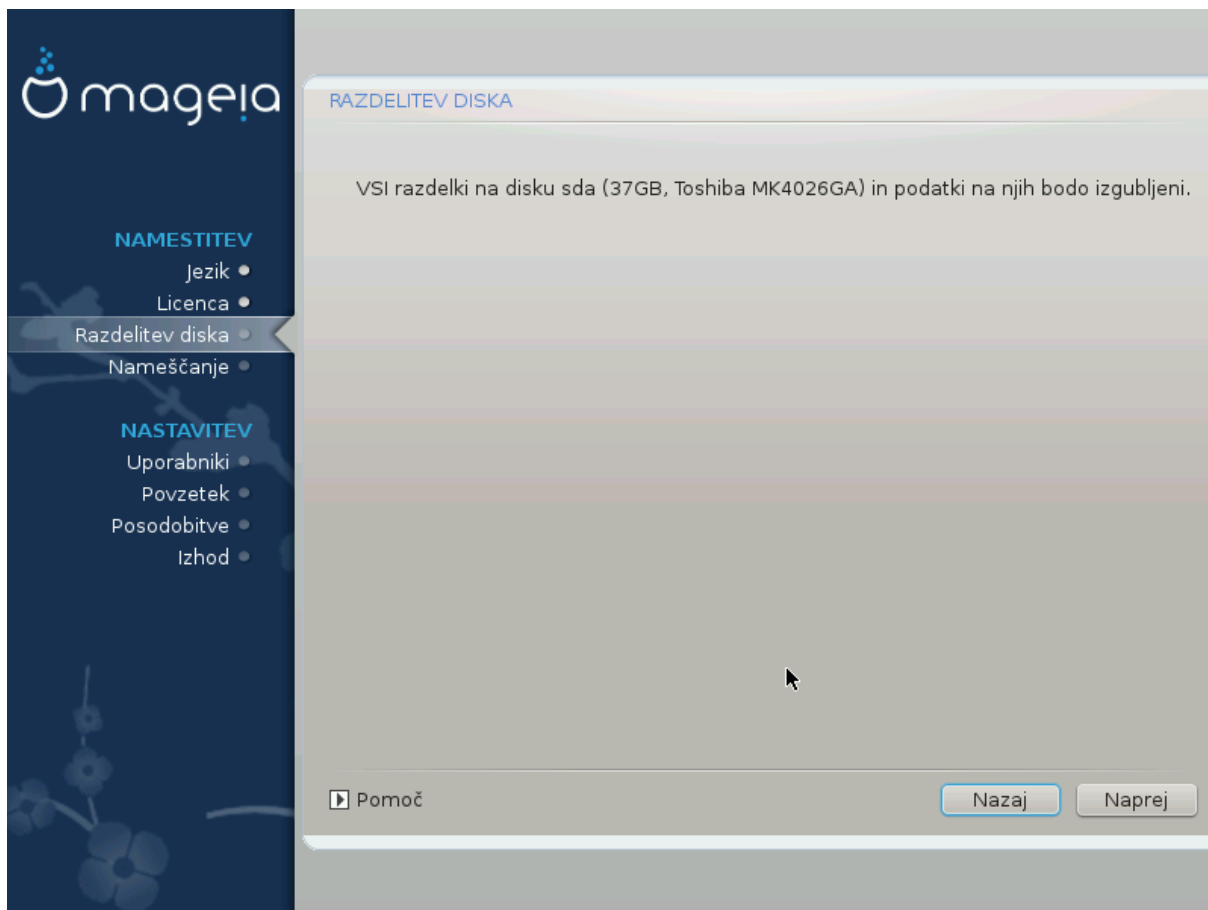 mageia
NAMESTITEV
Jezik
Licenca
Razdelitev diska
Nameščanje
NASTAVITEV
Uporabniki
Povzetek
Posodobitve
Izhod
RAZDELITEV DISKA
VSI razdelki na disku sda (37GB, Toshiba MK4026GA) in podatki na njih bodo izgubljeni.
Pomoč
Nazaj
Naprej